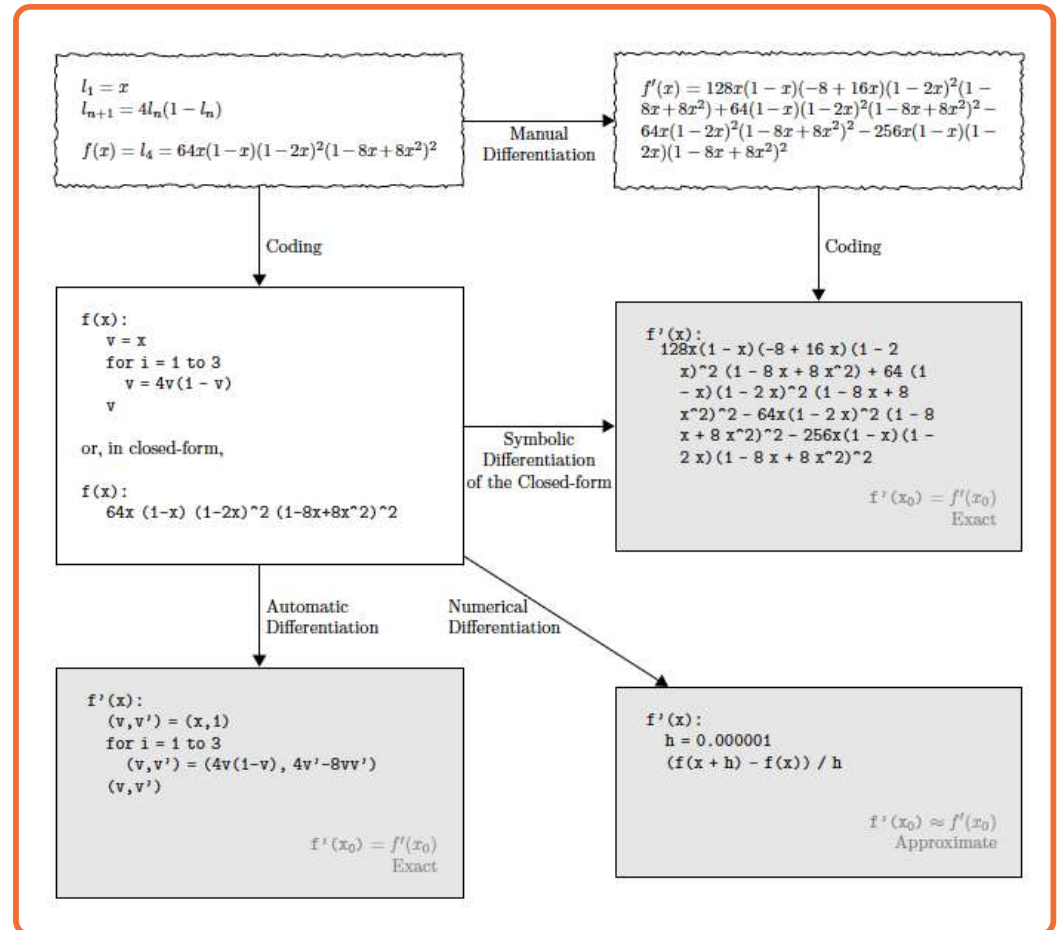 l₁ = x
lₙ₊₁ = 4lₙ(1 − lₙ)
f(x) = l₄ = 64x(1−x)(1−2x)²(1−8x+8x²)²
Manual
Differentiation
f′(x) = 128x(1 − x)(−8 + 16x)(1 − 2x)²(1 −
8x+8x²)+64(1−x)(1−2x)²(1−8x+8x²)²−
64x(1 − 2x)²(1 − 8x + 8x²)² − 256x(1 − x)(1 −
2x)(1 − 8x + 8x²)²
Coding
Coding
f(x):
v = x
for i = 1 to 3
v = 4v(1 - v)
v
or, in closed-form,
f(x):
64x (1-x) (1-2x)^2 (1-8x+8x^2)^2
Symbolic
Differentiation
of the Closed-form
f'(x):
128x(1 - x)(-8 + 16 x)(1 - 2
x)^2 (1 - 8 x + 8 x^2) + 64 (1
- x)(1 - 2 x)^2 (1 - 8 x + 8
x^2)^2 - 64x(1 - 2 x)^2 (1 - 8
x + 8 x^2)^2 - 256x(1 - x)(1 -
2 x)(1 - 8 x + 8 x^2)^2
f'(x₀) = f′(x₀)
Exact
Automatic
Differentiation
Numerical
Differentiation
f'(x):
(v,v') = (x,1)
for i = 1 to 3
(v,v') = (4v(1-v), 4v'-8vv')
(v,v')
f'(x₀) = f′(x₀)
Exact
f'(x):
h = 0.000001
(f(x + h) - f(x)) / h
f'(x₀) ≈ f′(x₀)
Approximate